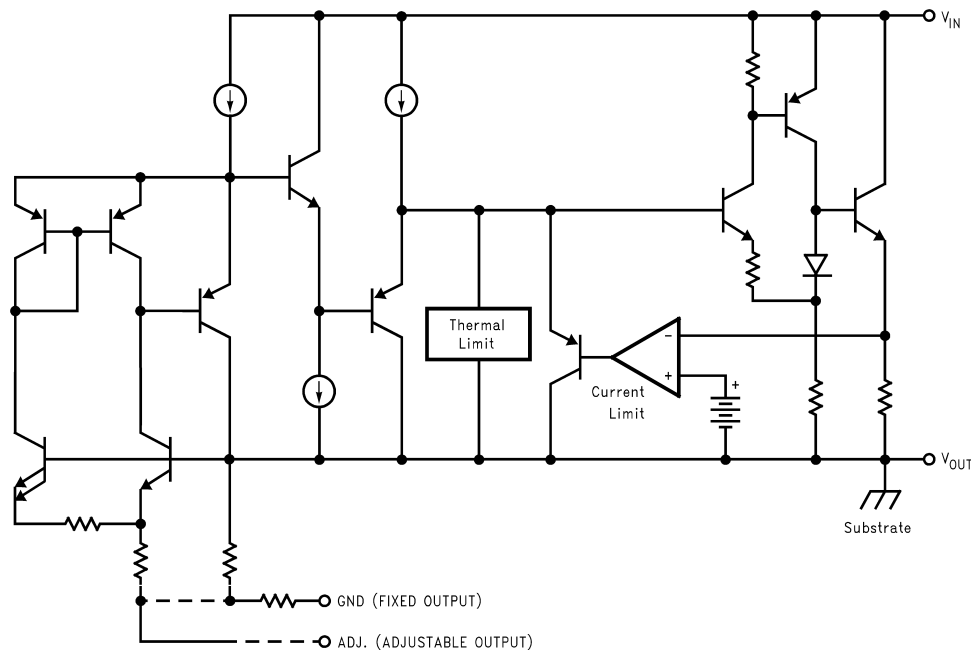 V_IN
Thermal
Limit
−
+
+
Current
Limit
V_OUT
Substrate
GND (FIXED OUTPUT)
ADJ. (ADJUSTABLE OUTPUT)